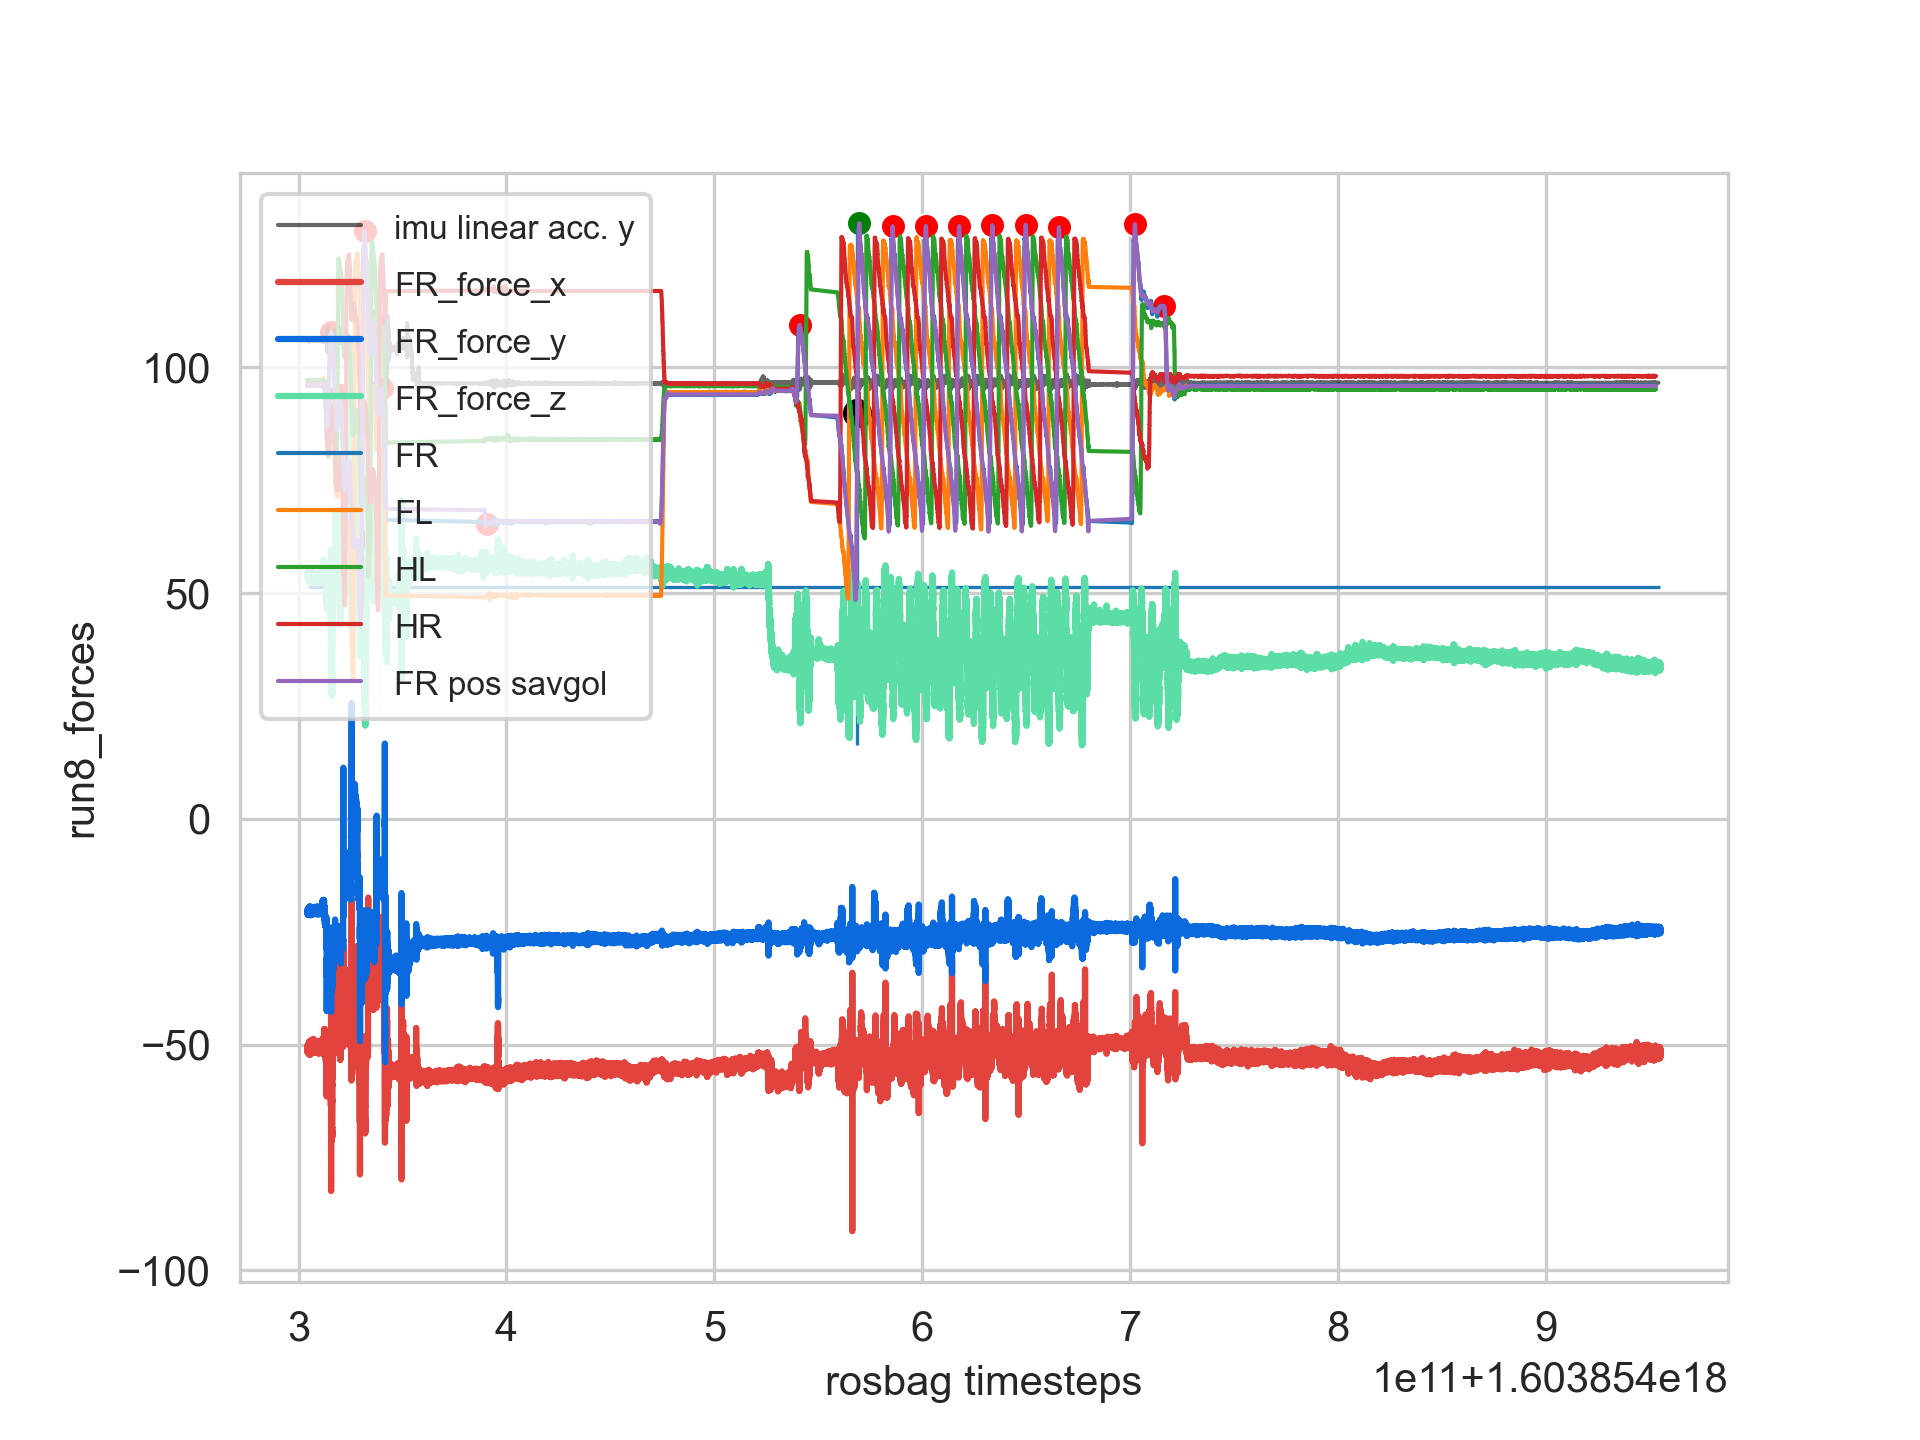 imu linear acc. y
FR_force_x
FR_force_y
FR_force_z
FR
FL
HL
HR
FR pos savgol
100
50
0
−50
−100
run8_forces
3 4 5 6 7 8 9
rosbag timesteps
1e11+1.603854e18